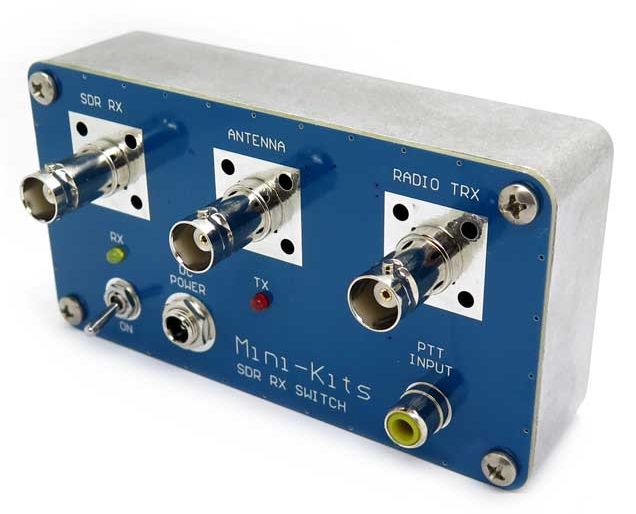 SDR RX
ANTENNA
RADIO TRX
RX
DC
POWER
TX
ON
PTT
INPUT
Mini-Kits
SDR RX SWITCH